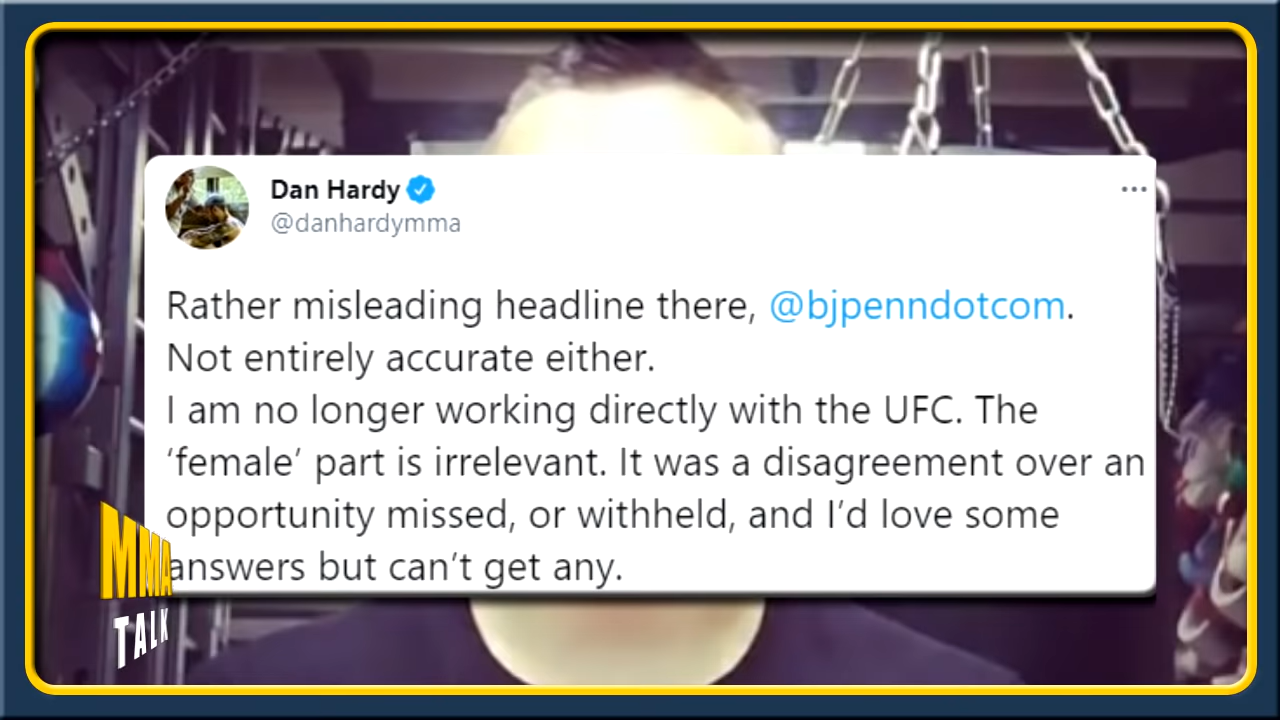 Dan Hardy
@danhardymma
Rather misleading headline there, @bjpenndotcom.
Not entirely accurate either.
I am no longer working directly with the UFC. The
‘female’ part is irrelevant. It was a disagreement over an
opportunity missed, or withheld, and I’d love some
answers but can’t get any.
MMA
TALK